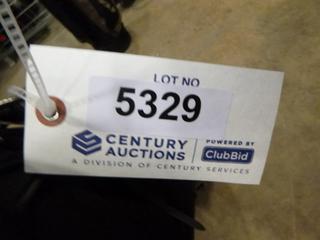 LOT NO
5329
CENTURY AUCTIONS
POWERED BY
ClubBid
A DIVISION OF CENTURY SERVICES